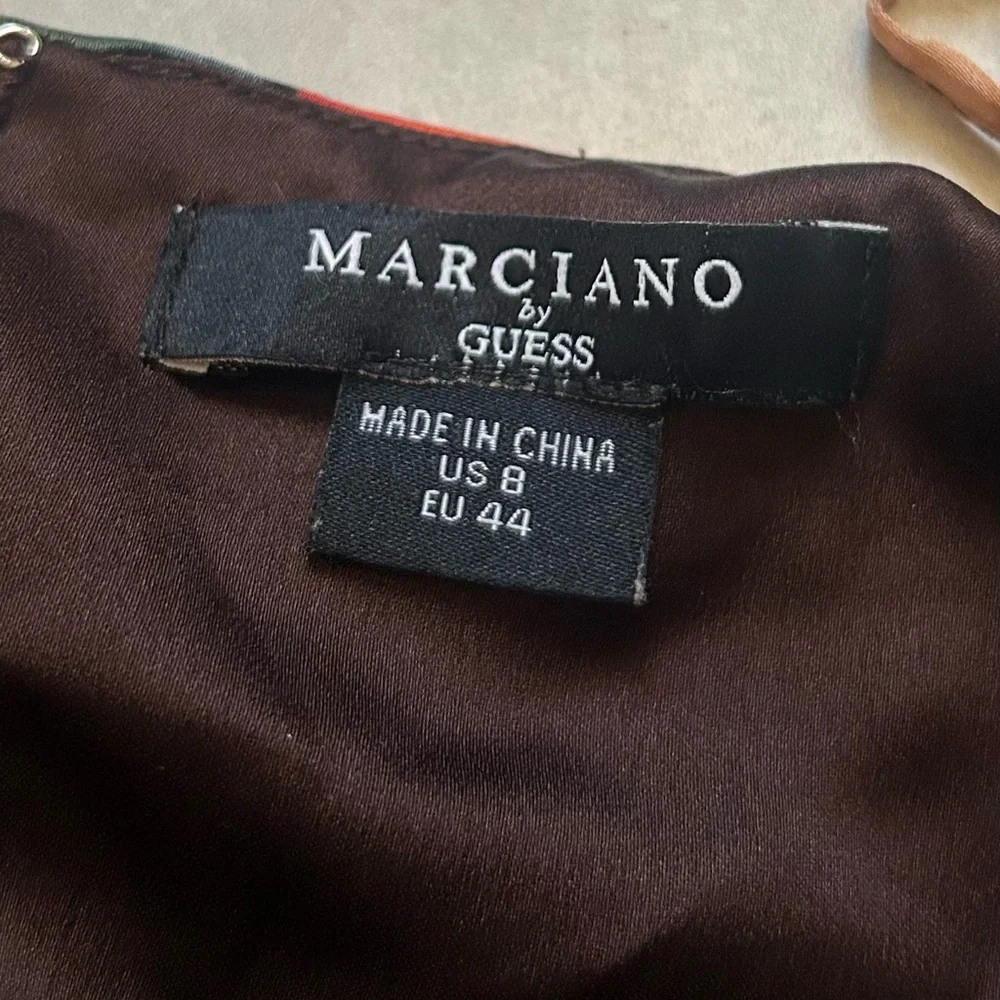 MARCIANO
by
GUESS
MADE IN CHINA
US 8
EU 44